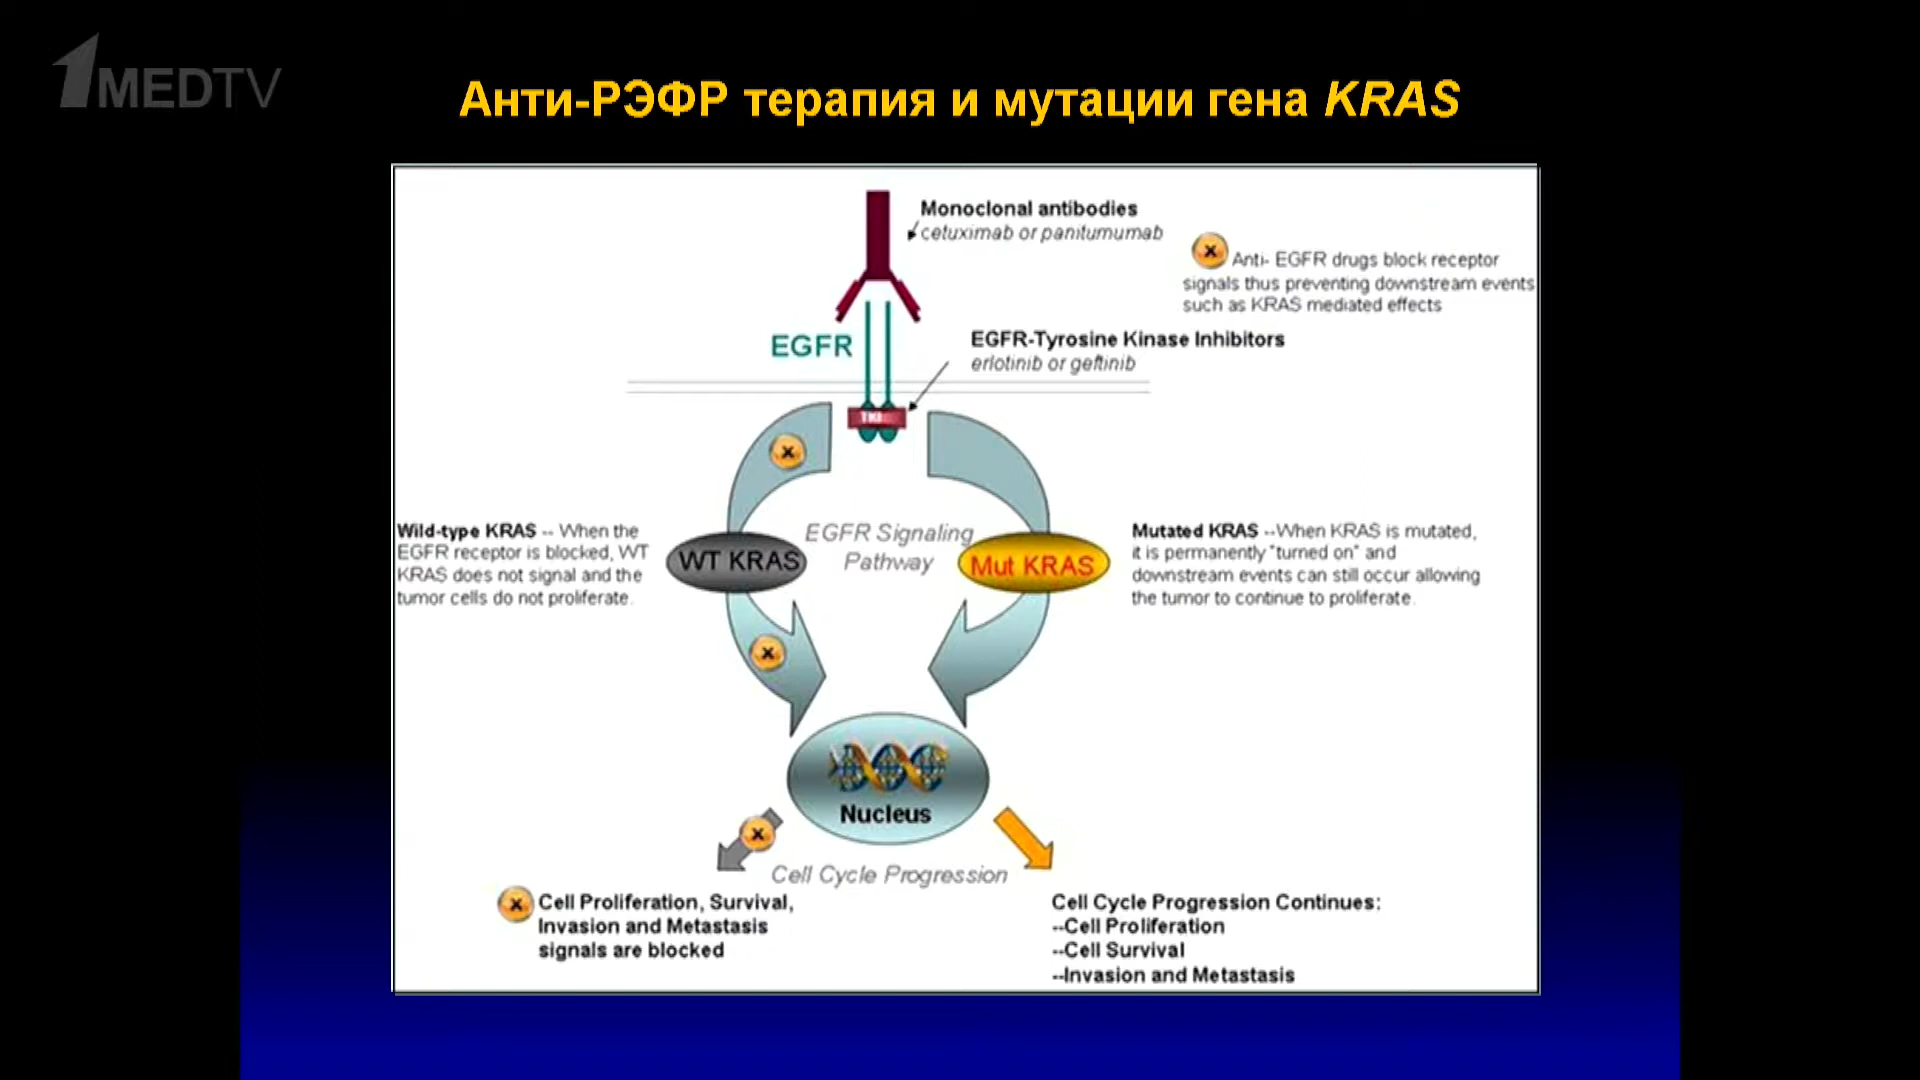 1MEDTV
Анти-РЭФР терапия и мутации гена KRAS
Monoclonal antibodies
cetuximab or panitumumab
x
Anti- EGFR drugs block receptor
signals thus preventing downstream events
such as KRAS mediated effects
EGFR
EGFR-Tyrosine Kinase Inhibitors
erlotinib or geftinib
TKI
x
Wild-type KRAS -- When the
EGFR receptor is blocked, WT
KRAS does not signal and the
tumor cells do not proliferate.
WT KRAS
EGFR Signaling
Pathway
Mut KRAS
Mutated KRAS --When KRAS is mutated,
it is permanently "turned on" and
downstream events can still occur allowing
the tumor to continue to proliferate.
x
Nucleus
x
Cell Cycle Progression
x
Cell Proliferation, Survival,
Invasion and Metastasis
signals are blocked
Cell Cycle Progression Continues:
--Cell Proliferation
--Cell Survival
--Invasion and Metastasis